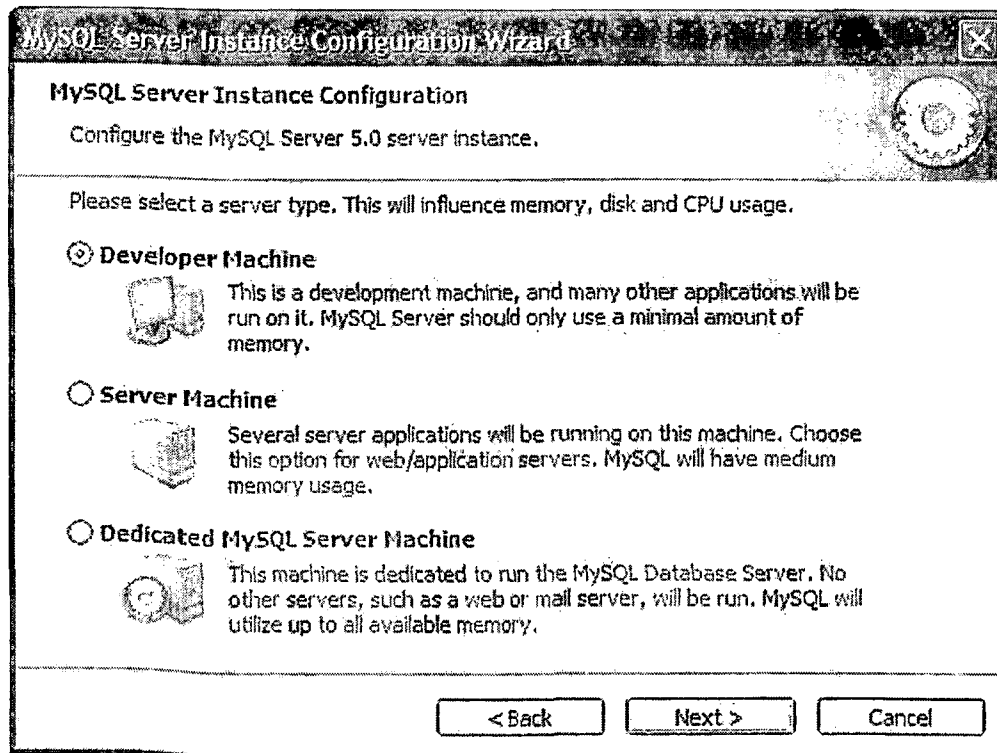 MySQL Server Instance Configuration Wizard
MySQL Server Instance Configuration
Configure the MySQL Server 5.0 server instance.
Please select a server type. This will influence memory, disk and CPU usage.
Developer Machine
This is a development machine, and many other applications will be
run on it. MySQL Server should only use a minimal amount of
memory.
Server Machine
Several server applications will be running on this machine. Choose
this option for web/application servers. MySQL will have medium
memory usage.
Dedicated MySQL Server Machine
This machine is dedicated to run the MySQL Database Server. No
other servers, such as a web or mail server, will be run. MySQL will
utilize up to all available memory.
< Back Next > Cancel